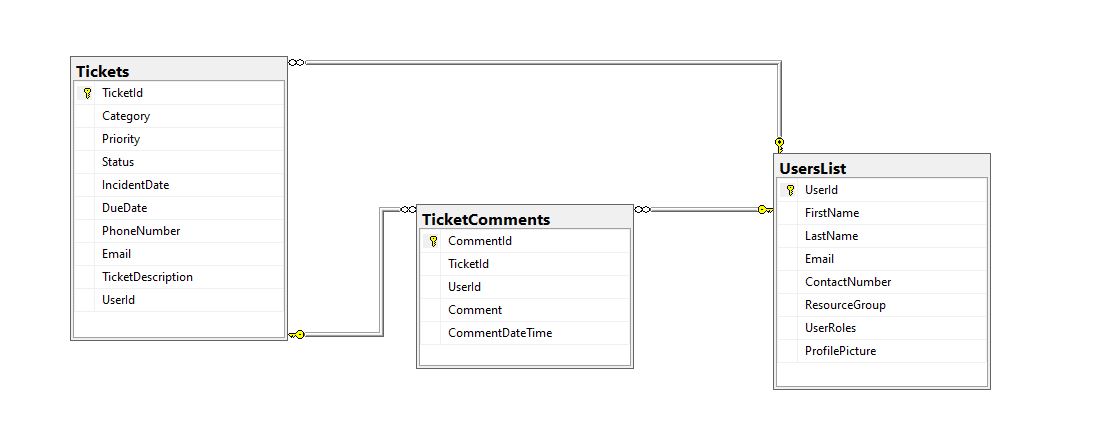 Tickets
TicketId
Category
Priority
Status
IncidentDate
DueDate
PhoneNumber
Email
TicketDescription
UserId
TicketComments
CommentId
TicketId
UserId
Comment
CommentDateTime
UsersList
UserId
FirstName
LastName
Email
ContactNumber
ResourceGroup
UserRoles
ProfilePicture